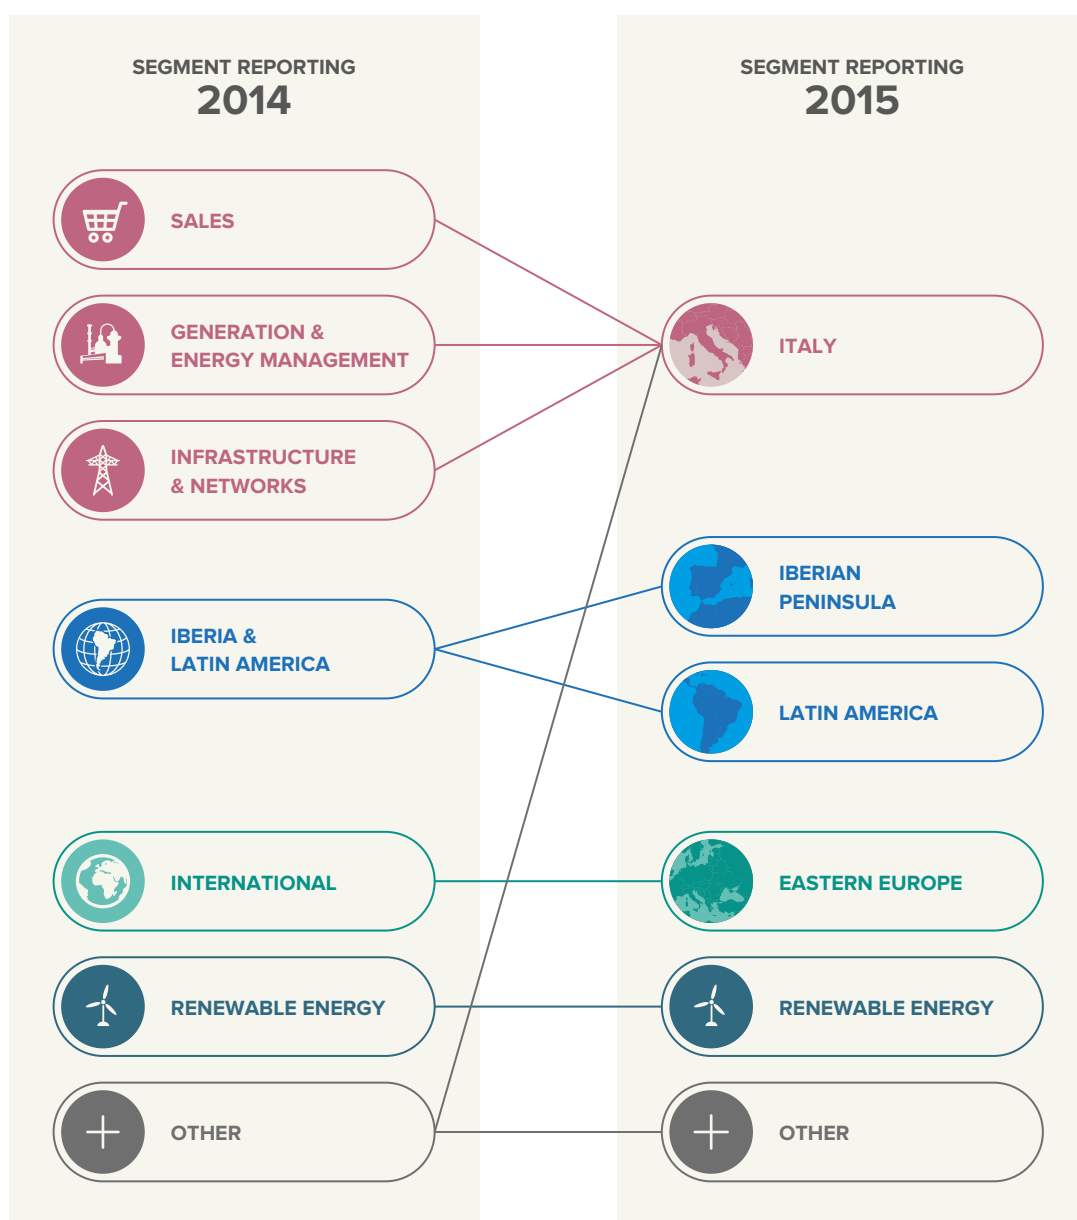 SEGMENT REPORTING
2014
SALES
GENERATION &
ENERGY MANAGEMENT
INFRASTRUCTURE
& NETWORKS
IBERIA &
LATIN AMERICA
INTERNATIONAL
RENEWABLE ENERGY
OTHER
SEGMENT REPORTING
2015
ITALY
IBERIAN
PENINSULA
LATIN AMERICA
EASTERN EUROPE
RENEWABLE ENERGY
OTHER